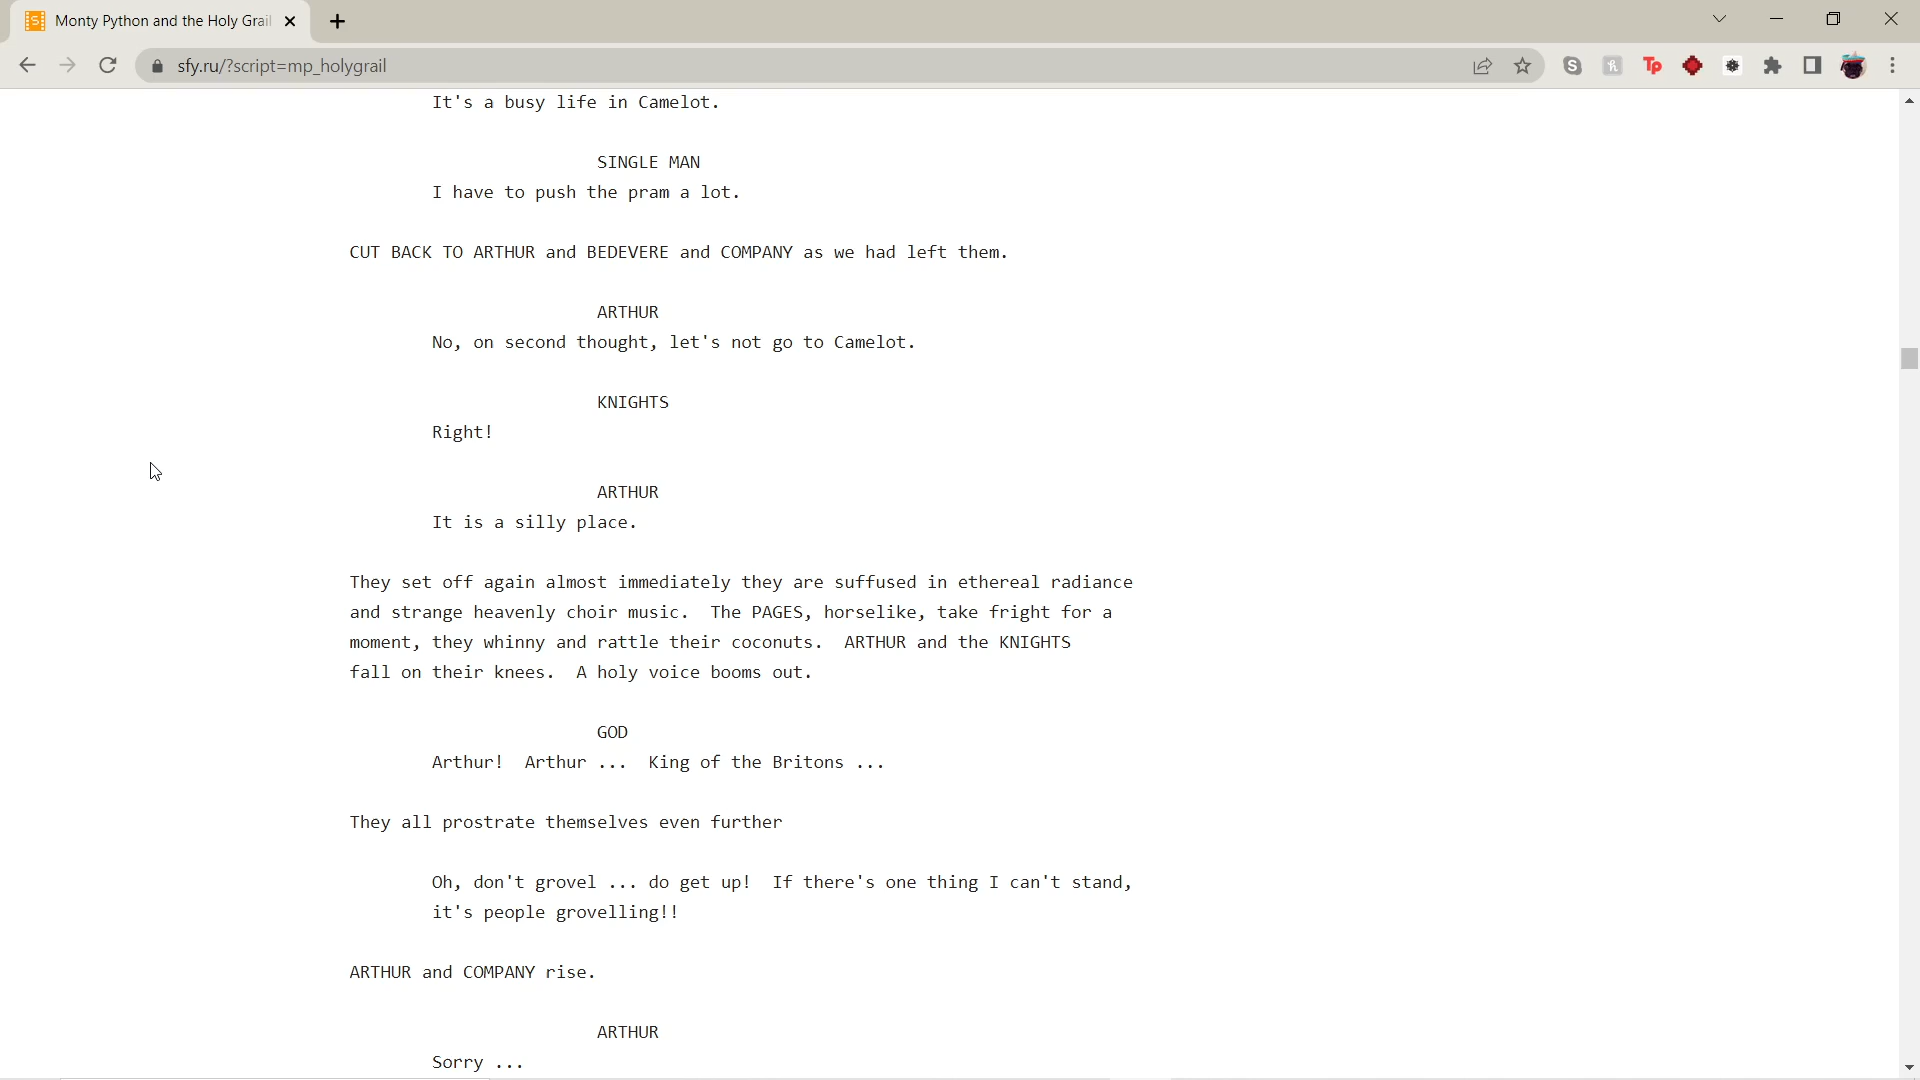 Monty Python and the Holy Grail
sfy.ru/?script=mp_holygrail
It's a busy life in Camelot.
SINGLE MAN
I have to push the pram a lot.
CUT BACK TO ARTHUR and BEDEVERE and COMPANY as we had left them.
ARTHUR
No, on second thought, let's not go to Camelot.
KNIGHTS
Right!
ARTHUR
It is a silly place.
They set off again almost immediately they are suffused in ethereal radiance
and strange heavenly choir music.  The PAGES, horselike, take fright for a
moment, they whinny and rattle their coconuts.  ARTHUR and the KNIGHTS
fall on their knees.  A holy voice booms out.
GOD
Arthur!  Arthur ...  King of the Britons ...
They all prostrate themselves even further
Oh, don't grovel ... do get up!  If there's one thing I can't stand,
it's people grovelling!!
ARTHUR and COMPANY rise.
ARTHUR
Sorry ...